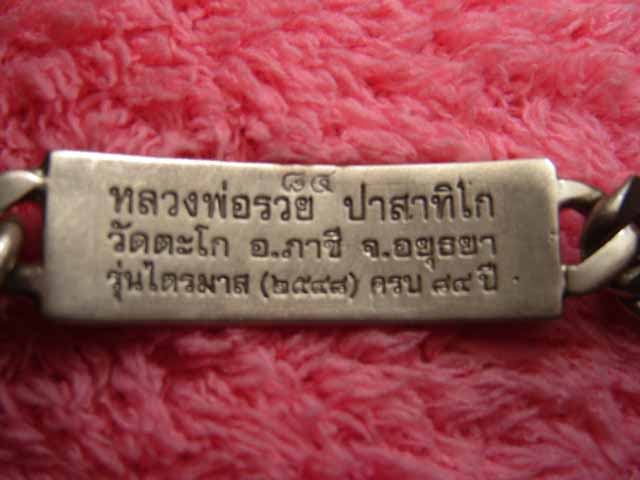 ๘๔
หลวงพ่อรวย ปาสาทิโก
วัดตะโก อ.ภาชี จ.อยุธยา
รุ่นไตรมาส (๒๕๔๘) ครบ ๘๔ ปี